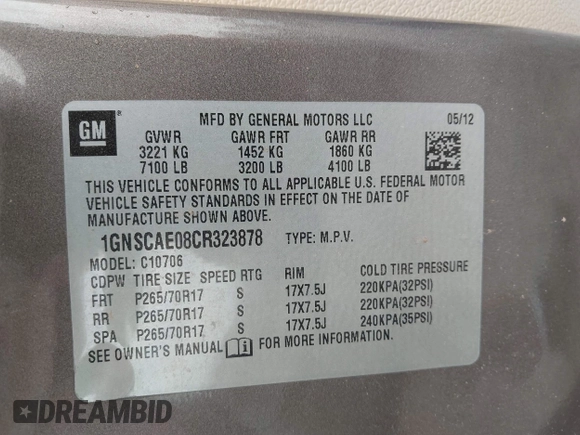 GM
MFD BY GENERAL MOTORS LLC 05/12
GVWR GAWR FRT GAWR RR
3221 KG 1452 KG 1860 KG
7100 LB 3200 LB 4100 LB
THIS VEHICLE CONFORMS TO ALL APPLICABLE U.S. FEDERAL MOTOR
VEHICLE SAFETY STANDARDS IN EFFECT ON THE DATE OF
MANUFACTURE SHOWN ABOVE.
1GNSCAE08CR323878 TYPE: M.P.V.
MODEL: C10706
CDPW TIRE SIZE SPEED RTG RIM COLD TIRE PRESSURE
FRT P265/70R17 S 17X7.5J 220KPA(32PSI)
RR P265/70R17 S 17X7.5J 220KPA(32PSI)
SPA P265/70R17 S 17X7.5J 240KPA(35PSI)
SEE OWNER'S MANUAL FOR MORE INFORMATION.
DREAMBID